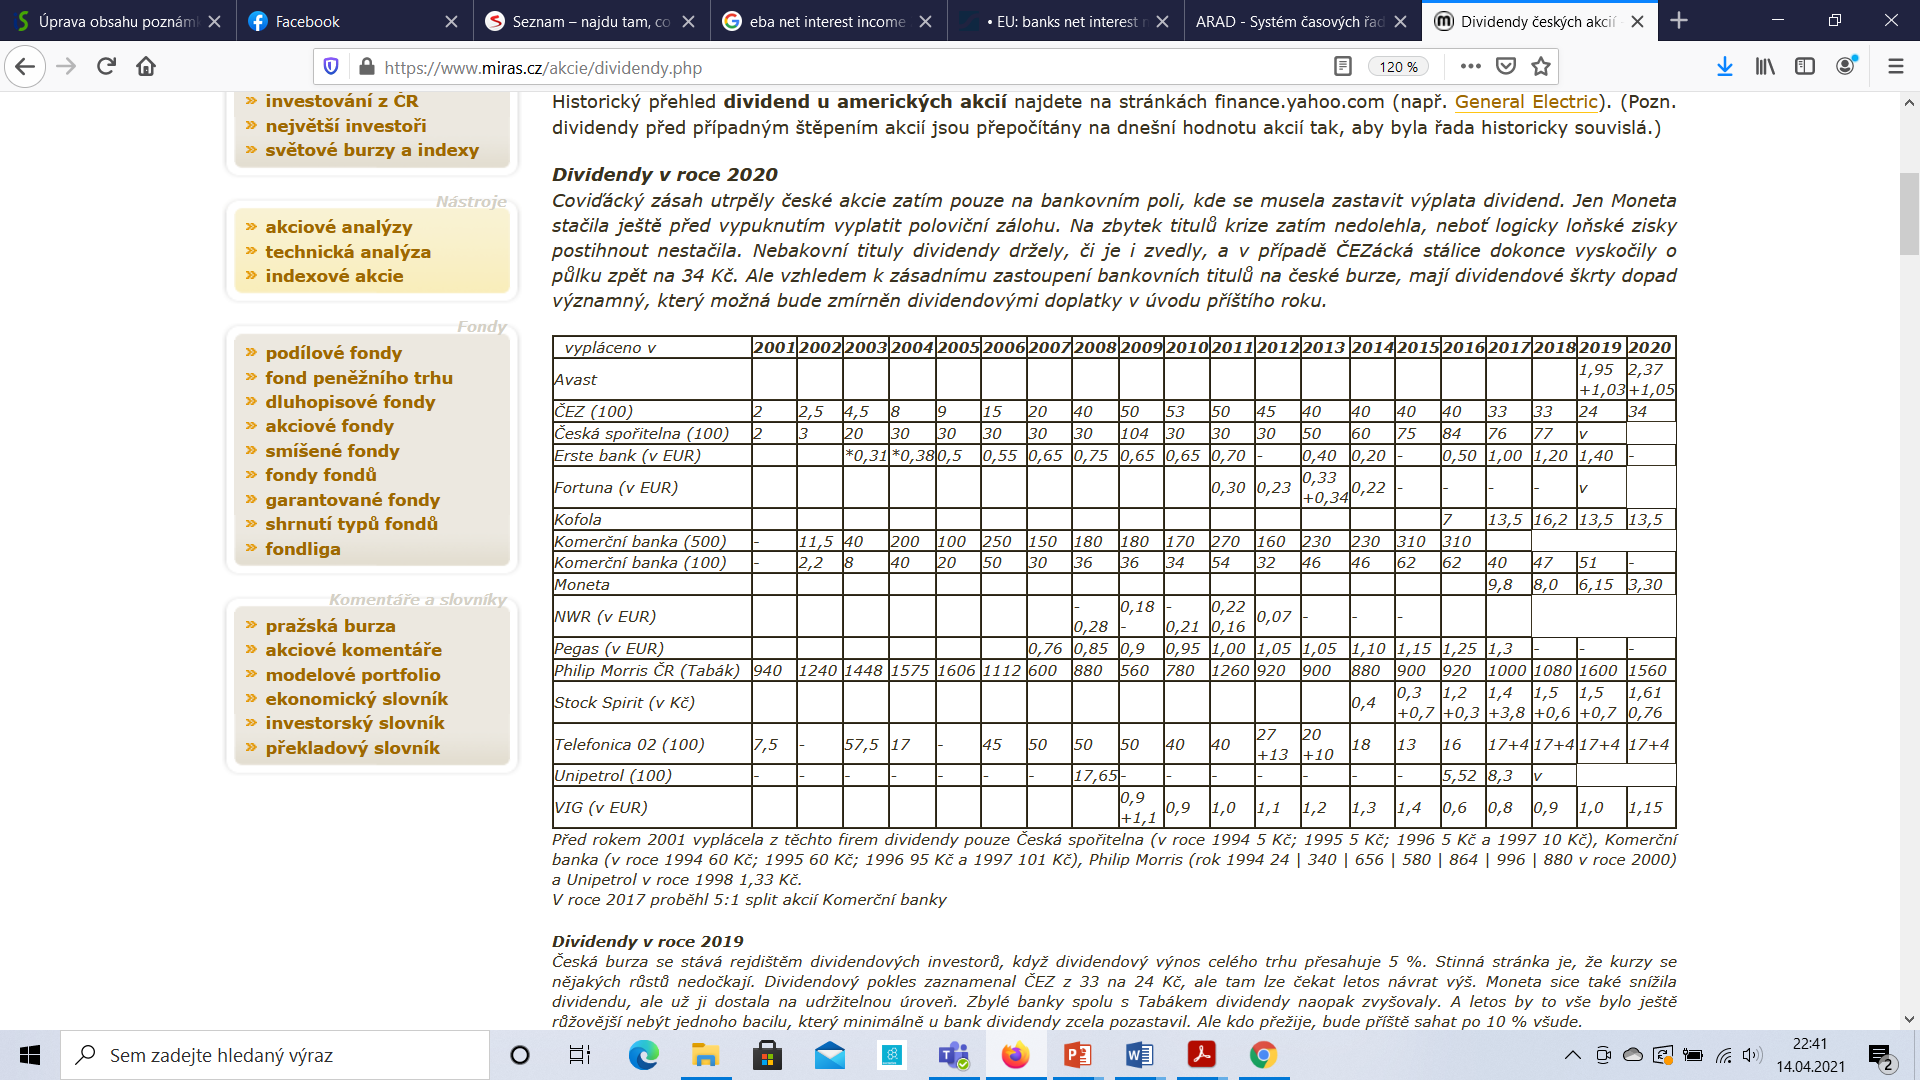 Úprava obsahu poznám
Facebook
Seznam – najdu tam, co
eba net interest income
• EU: banks net interest
ARAD - Systém časových řad
Dividendy českých akcií
https://www.miras.cz/akcie/dividendy.php
120 %
investování z ČR
největší investoři
světové burzy a indexy
Nástroje
akciové analýzy
technická analýza
indexové akcie
Fondy
podílové fondy
fond peněžního trhu
dluhopisové fondy
akciové fondy
smíšené fondy
fondy fondů
garantované fondy
shrnutí typů fondů
fondliga
Komentáře a slovníky
pražská burza
akciové komentáře
modelové portfolio
ekonomický slovník
investorský slovník
překladový slovník
Historický přehled dividend u amerických akcií najdete na stránkách finance.yahoo.com (např. General Electric). (Pozn.
dividendy před případným štěpením akcií jsou přepočítány na dnešní hodnotu akcií tak, aby byla řada historicky souvislá.)
Dividendy v roce 2020
Coviďácký zásah utrpěly české akcie zatím pouze na bankovním poli, kde se musela zastavit výplata dividend. Jen Moneta
stačila ještě před vypuknutím vyplatit poloviční zálohu. Na zbytek titulů krize zatím nedolehla, neboť logicky loňské zisky
postihnout nestačila. Nebakovní tituly dividendy držely, či je i zvedly, a v případě ČEZácká stálice dokonce vyskočily o
půlku zpět na 34 Kč. Ale vzhledem k zásadnímu zastoupení bankovních titulů na české burze, mají dividendové škrty dopad
významný, který možná bude zmírněn dividendovými doplatky v úvodu příštího roku.
vypláceno v 2001 2002 2003 2004 2005 2006 2007 2008 2009 2010 2011 2012 2013 2014 2015 2016 2017 2018 2019 2020
Avast 1,95 +1,03 2,37 +1,05
ČEZ (100) 2 2,5 4,5 8 9 15 20 40 50 53 50 45 40 40 40 40 33 33 24 34
Česká spořitelna (100) 2 3 20 30 30 30 30 30 104 30 30 30 50 60 75 84 76 77 v
Erste bank (v EUR) *0,31 *0,38 0,5 0,55 0,65 0,75 0,65 0,65 0,70 - 0,40 0,20 - 0,50 1,00 1,20 1,40 -
Fortuna (v EUR) 0,30 0,23 0,33 +0,34 0,22 - - - - v
Kofola 7 13,5 16,2 13,5 13,5
Komerční banka (500) - 11,5 40 200 100 250 150 180 180 170 270 160 230 230 310 310
Komerční banka (100) - 2,2 8 40 20 50 30 36 36 34 54 32 46 46 62 62 40 47 51 -
Moneta 9,8 8,0 6,15 3,30
NWR (v EUR) - 0,28 0,18 - - 0,21 0,22 0,16 0,07 - - -
Pegas (v EUR) 0,76 0,85 0,9 0,95 1,00 1,05 1,05 1,10 1,15 1,25 1,3 - - -
Philip Morris ČR (Tabák) 940 1240 1448 1575 1606 1112 600 880 560 780 1260 920 900 880 900 920 1000 1080 1600 1560
Stock Spirit (v Kč) 0,4 0,3 +0,7 1,2 +0,3 1,4 +3,8 1,5 +0,6 1,5 +0,7 1,61 0,76
Telefonica 02 (100) 7,5 - 57,5 17 - 45 50 50 50 40 40 27 +13 20 +10 18 13 16 17+4 17+4 17+4 17+4
Unipetrol (100) - - - - - - - 17,65 - - - - - - - 5,52 8,3 v
VIG (v EUR) 0,9 +1,1 0,9 1,0 1,1 1,2 1,3 1,4 0,6 0,8 0,9 1,0 1,15
Před rokem 2001 vyplácela z těchto firem dividendy pouze Česká spořitelna (v roce 1994 5 Kč; 1995 5 Kč; 1996 5 Kč a 1997 10 Kč), Komerční
banka (v roce 1994 60 Kč; 1995 60 Kč; 1996 95 Kč a 1997 101 Kč), Philip Morris (rok 1994 24 | 340 | 656 | 580 | 864 | 996 | 880 v roce 2000)
a Unipetrol v roce 1998 1,33 Kč.
V roce 2017 proběhl 5:1 split akcií Komerční banky
Dividendy v roce 2019
Česká burza se stává rejdištěm dividendových investorů, když dividendový výnos celého trhu přesahuje 5 %. Stinná stránka je, že kurzy se
nějakých růstů nedočkají. Dividendový pokles zaznamenal ČEZ z 33 na 24 Kč, ale tam lze čekat letos návrat výš. Moneta sice také snížila
dividendu, ale už ji dostala na udržitelnou úroveň. Zbylé banky spolu s Tabákem dividendy naopak zvyšovaly. A letos by to vše bylo ještě
růžovější nebýt jednoho bacilu, který minimálně u bank dividendy zcela pozastavil. Ale kdo přežije, bude příště sahat po 10 % všude.
Sem zadejte hledaný výraz
22:41
14.04.2021
2